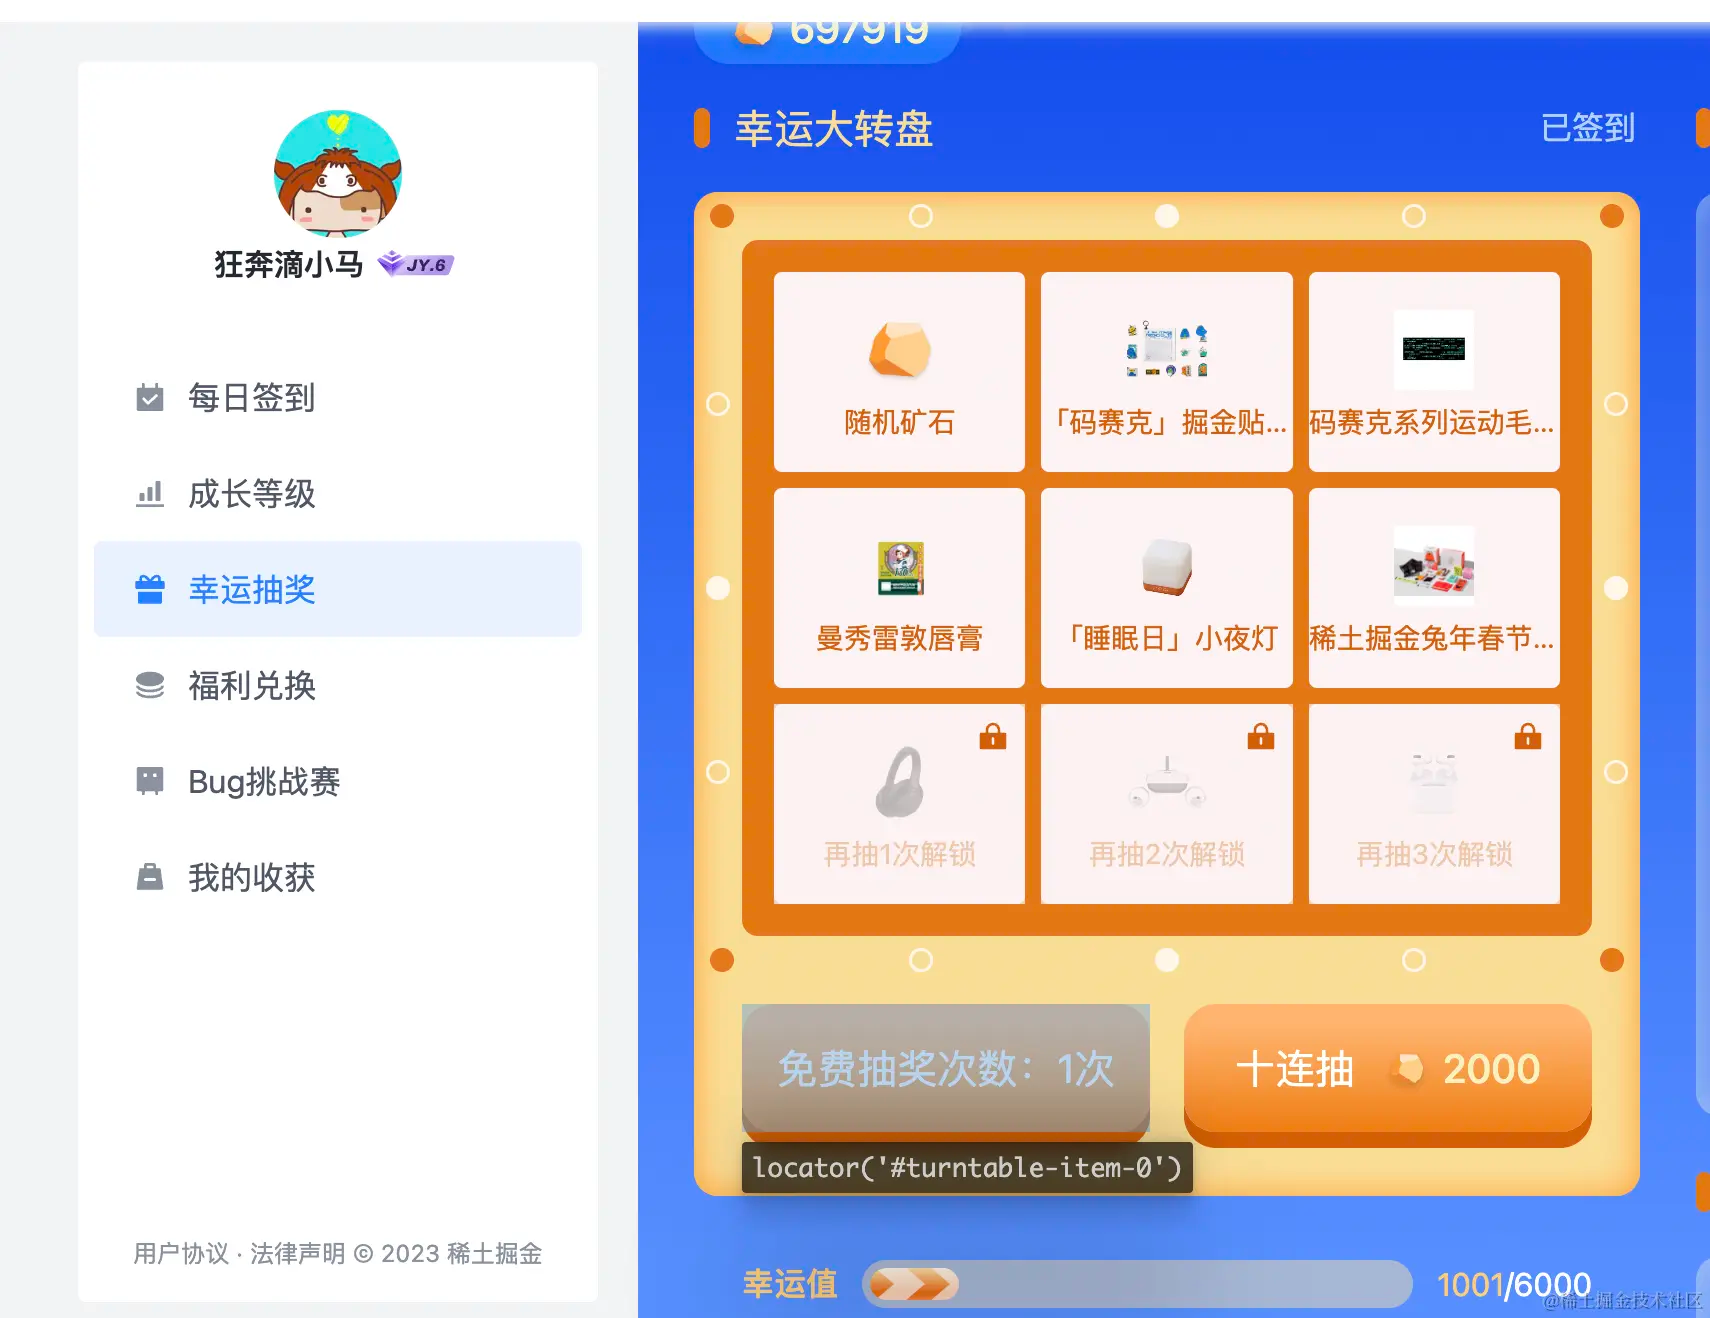 697919
幸运大转盘
已签到
狂奔滴小马 JY.6
每日签到
成长等级
幸运抽奖
福利兑换
Bug挑战赛
我的收获
用户协议 · 法律声明 © 2023 稀土掘金
随机矿石
「码赛克」掘金贴...
码赛克系列运动毛...
曼秀雷敦唇膏
「睡眠日」小夜灯
稀土掘金兔年春节...
再抽1次解锁
再抽2次解锁
再抽3次解锁
免费抽奖次数：1次
十连抽 2000
locator('#turntable-item-0')
幸运值
1001/6000
@稀土掘金技术社区